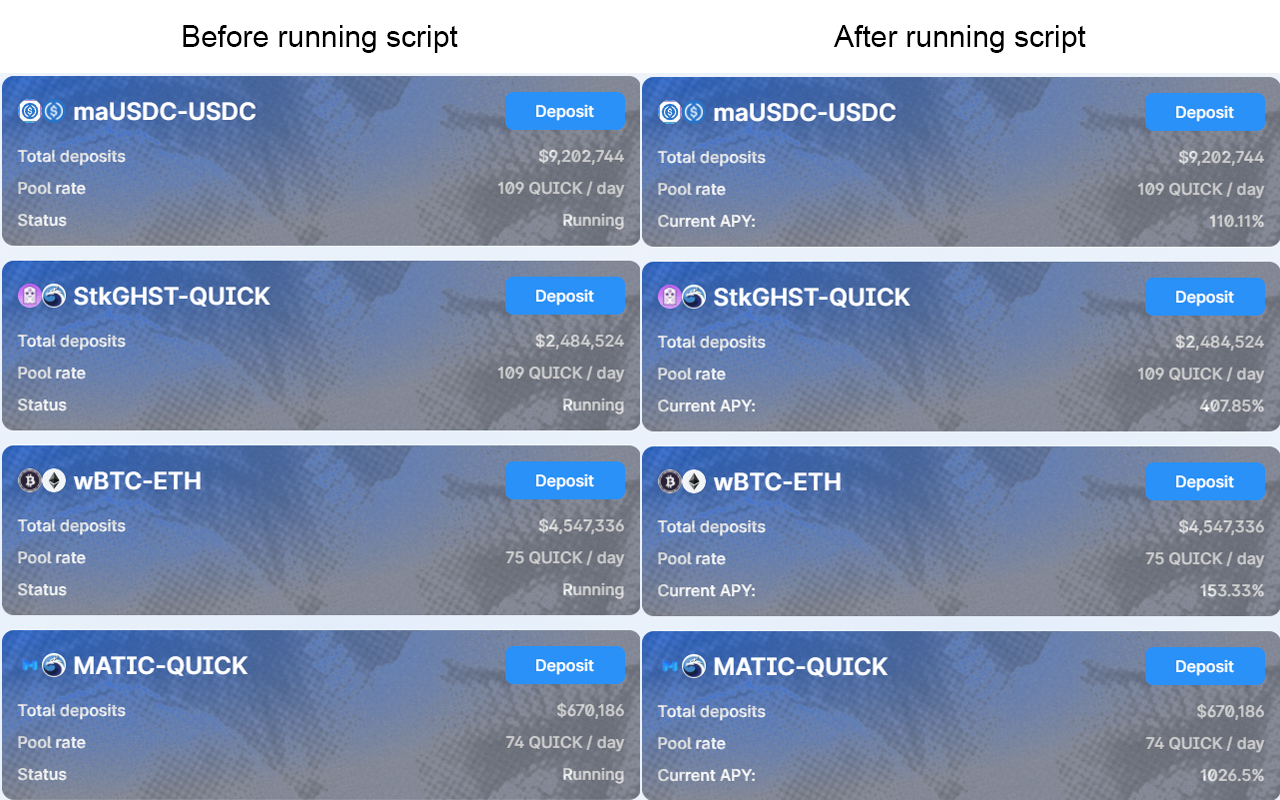 Before running script
After running script
maUSDC-USDC
Deposit
Total deposits
$9,202,744
Pool rate
109 QUICK / day
Status
Running
StkGHST-QUICK
Deposit
Total deposits
$2,484,524
Pool rate
109 QUICK / day
Status
Running
wBTC-ETH
Deposit
Total deposits
$4,547,336
Pool rate
75 QUICK / day
Status
Running
MATIC-QUICK
Deposit
Total deposits
$670,186
Pool rate
74 QUICK / day
Status
Running
maUSDC-USDC
Deposit
Total deposits
$9,202,744
Pool rate
109 QUICK / day
Current APY:
110.11%
StkGHST-QUICK
Deposit
Total deposits
$2,484,524
Pool rate
109 QUICK / day
Current APY:
407.85%
wBTC-ETH
Deposit
Total deposits
$4,547,336
Pool rate
75 QUICK / day
Current APY:
153.33%
MATIC-QUICK
Deposit
Total deposits
$670,186
Pool rate
74 QUICK / day
Current APY:
1026.5%